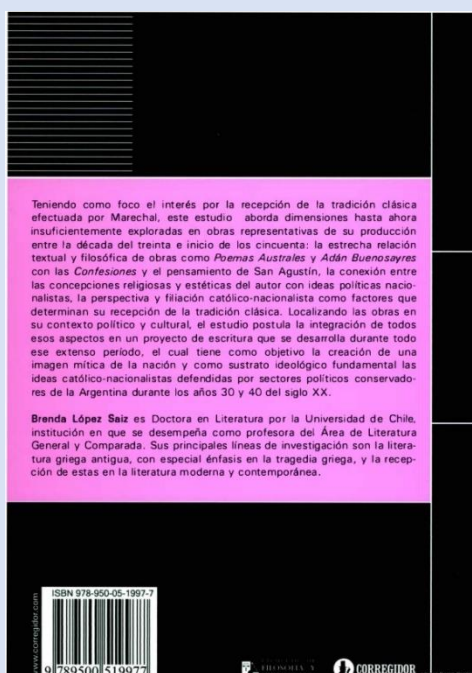 Teniendo como foco el interés por la recepción de la tradición clásica
efectuada por Marechal, este estudio aborda dimensiones hasta ahora
insuficientemente exploradas en obras representativas de su producción
entre la década del treinta e inicio de los cincuenta: la estrecha relación
textual y filosófica de obras como Poemas Australes y Adán Buenosayres
con las Confesiones y el pensamiento de San Agustín, la conexión entre
las concepciones religiosas y estéticas del autor con ideas políticas nacio-
nalistas, la perspectiva y filiación católico-nacionalista como factores que
determinan su recepción de la tradición clásica. Localizando las obras en
su contexto político y cultural, el estudio postula la integración de todos
esos aspectos en un proyecto de escritura que se desarrolla durante todo
ese extenso período, el cual tiene como objetivo la creación de una
imagen mítica de la nación y como sustrato ideológico fundamental las
ideas católico-nacionalistas defendidas por sectores políticos conservado-
res de la Argentina durante los años 30 y 40 del siglo XX.
Brenda López Saiz es Doctora en Literatura por la Universidad de Chile,
institución en que se desempeña como profesora del Área de Literatura
General y Comparada. Sus principales líneas de investigación son la litera-
tura griega antigua, con especial énfasis en la tragedia griega, y la recep-
ción de estas en la literatura moderna y contemporánea.
www.corregidor.com
ISBN 978-950-05-1997-7
9 789500 519977
FILOSOFÍA Y
CORREGIDOR